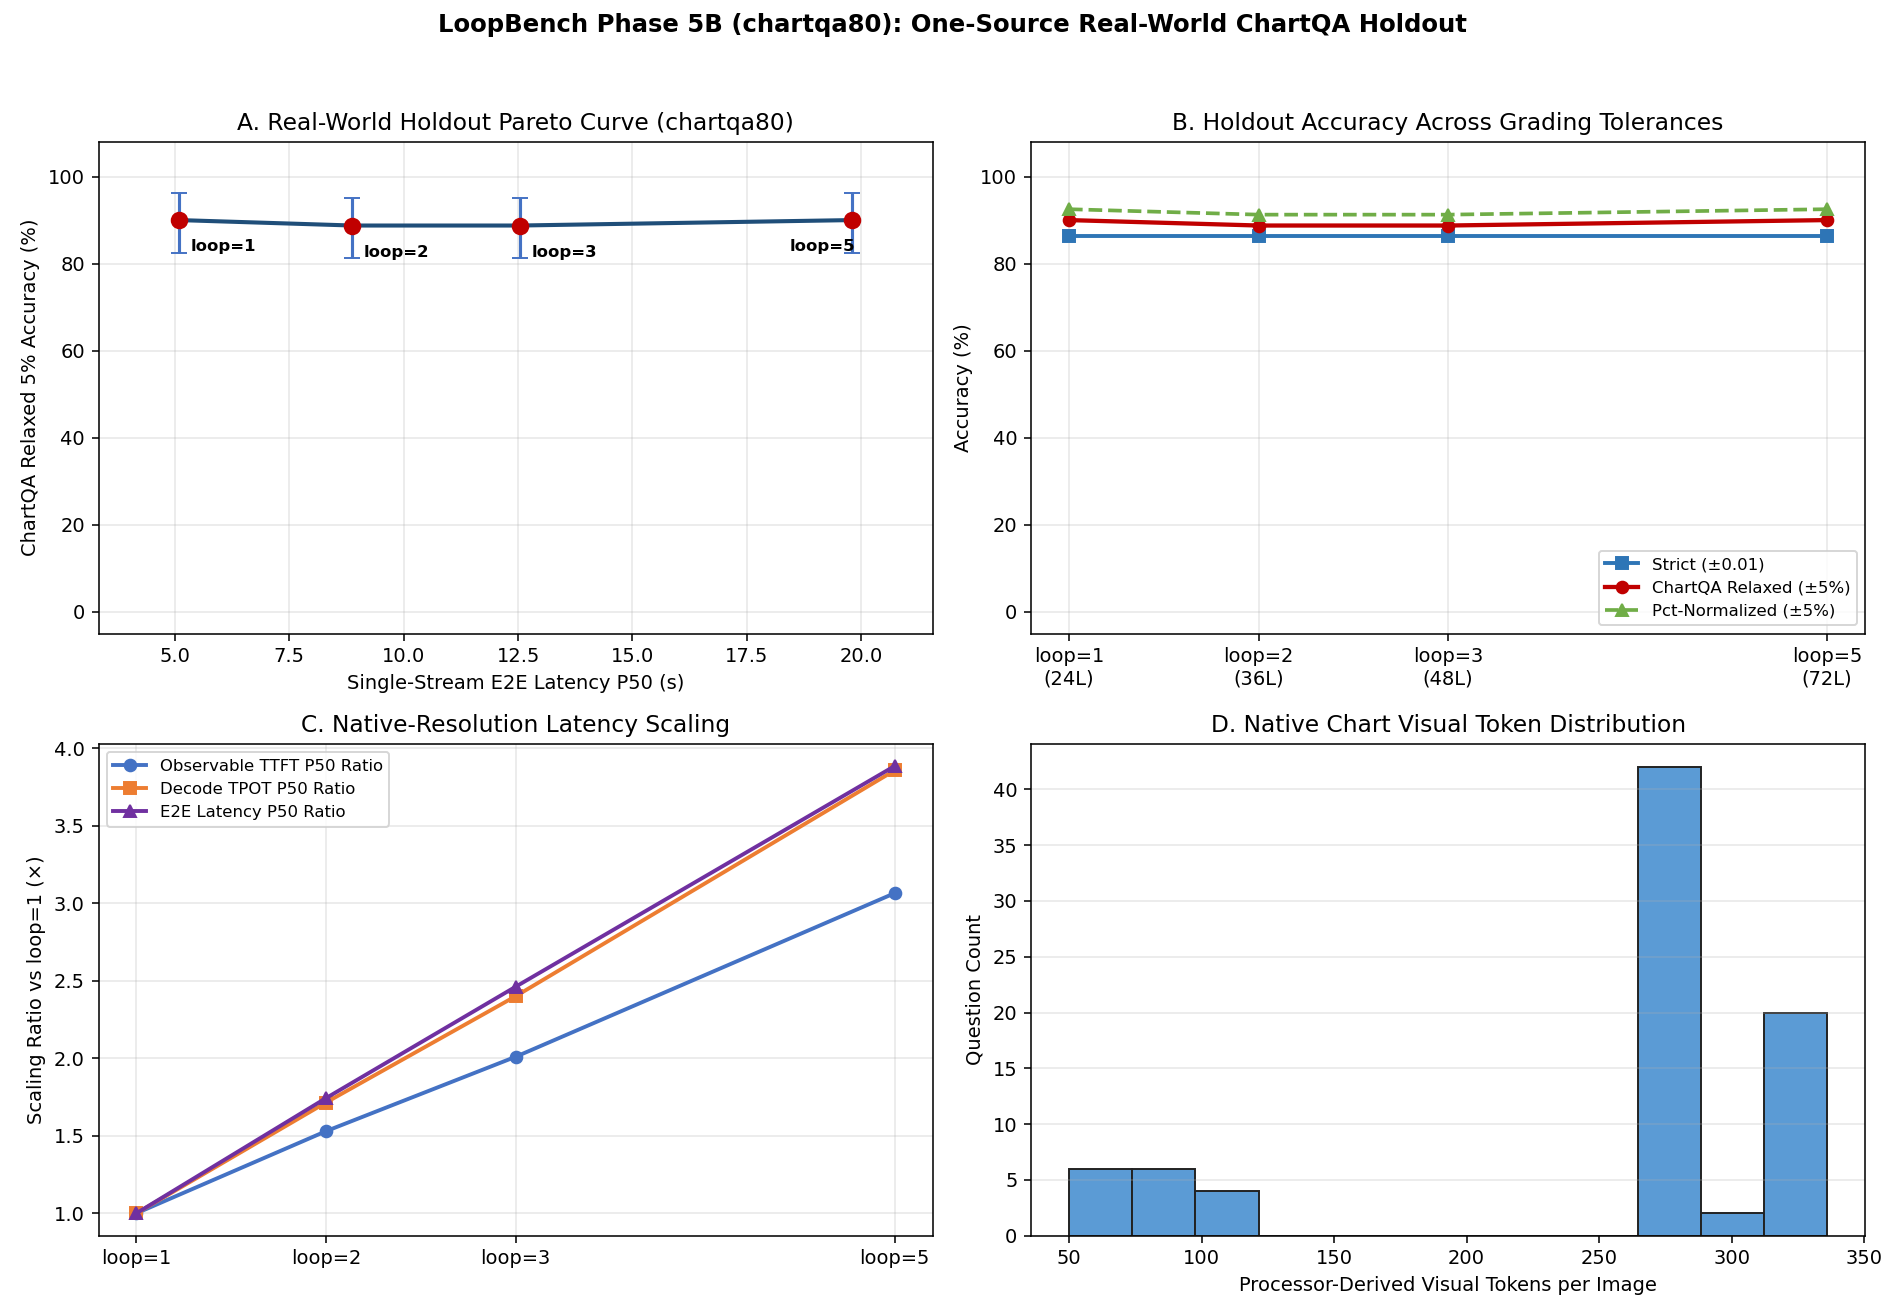 LoopBench Phase 5B (chartqa80): One-Source Real-World ChartQA Holdout
A. Real-World Holdout Pareto Curve (chartqa80)
ChartQA Relaxed 5% Accuracy (%)
100
80
60
40
20
0
loop=1
loop=2
loop=3
loop=5
5.0 7.5 10.0 12.5 15.0 17.5 20.0
Single-Stream E2E Latency P50 (s)
B. Holdout Accuracy Across Grading Tolerances
Accuracy (%)
100
80
60
40
20
0
Strict (±0.01)
ChartQA Relaxed (±5%)
Pct-Normalized (±5%)
loop=1 loop=2 loop=3 loop=5
(24L) (36L) (48L) (72L)
C. Native-Resolution Latency Scaling
Scaling Ratio vs loop=1 (×)
4.0
3.5
3.0
2.5
2.0
1.5
1.0
Observable TTFT P50 Ratio
Decode TPOT P50 Ratio
E2E Latency P50 Ratio
loop=1 loop=2 loop=3 loop=5
D. Native Chart Visual Token Distribution
Question Count
40
35
30
25
20
15
10
5
0
50 100 150 200 250 300 350
Processor-Derived Visual Tokens per Image